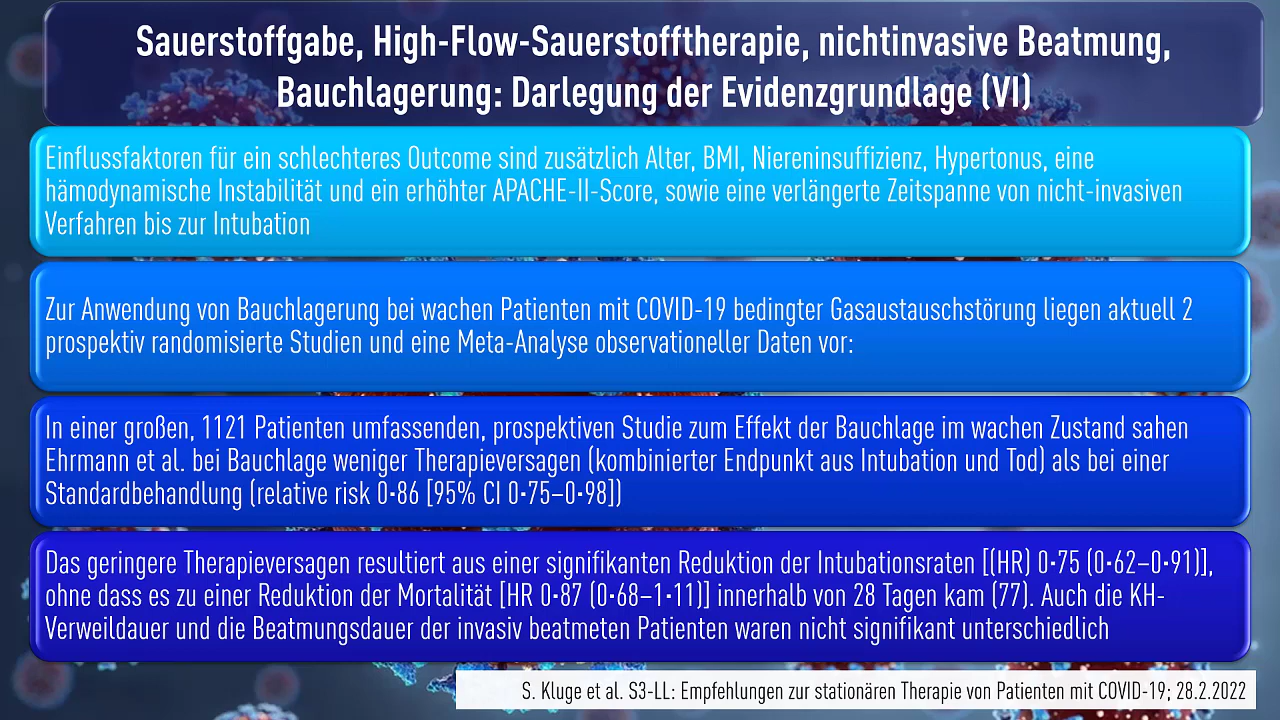 Sauerstoffgabe, High-Flow-Sauerstofftherapie, nichtinvasive Beatmung,
Bauchlagerung: Darlegung der Evidenzgrundlage (VI)
Einflussfaktoren für ein schlechteres Outcome sind zusätzlich Alter, BMI, Niereninsuffizienz, Hypertonus, eine
hämodynamische Instabilität und ein erhöhter APACHE-II-Score, sowie eine verlängerte Zeitspanne von nicht-invasiven
Verfahren bis zur Intubation
Zur Anwendung von Bauchlagerung bei wachen Patienten mit COVID-19 bedingter Gasaustauschstörung liegen aktuell 2
prospektiv randomisierte Studien und eine Meta-Analyse observationeller Daten vor:
In einer großen, 1121 Patienten umfassenden, prospektiven Studie zum Effekt der Bauchlage im wachen Zustand sahen
Ehrmann et al. bei Bauchlage weniger Therapieversagen (kombinierter Endpunkt aus Intubation und Tod) als bei einer
Standardbehandlung (relative risk 0·86 [95% CI 0·75–0·98])
Das geringere Therapieversagen resultiert aus einer signifikanten Reduktion der Intubationsraten [(HR) 0·75 (0·62–0·91)],
ohne dass es zu einer Reduktion der Mortalität [HR 0·87 (0·68–1·11)] innerhalb von 28 Tagen kam (77). Auch die KH-
Verweildauer und die Beatmungsdauer der invasiv beatmeten Patienten waren nicht signifikant unterschiedlich
S. Kluge et al. S3-LL: Empfehlungen zur stationären Therapie von Patienten mit COVID-19; 28.2.2022